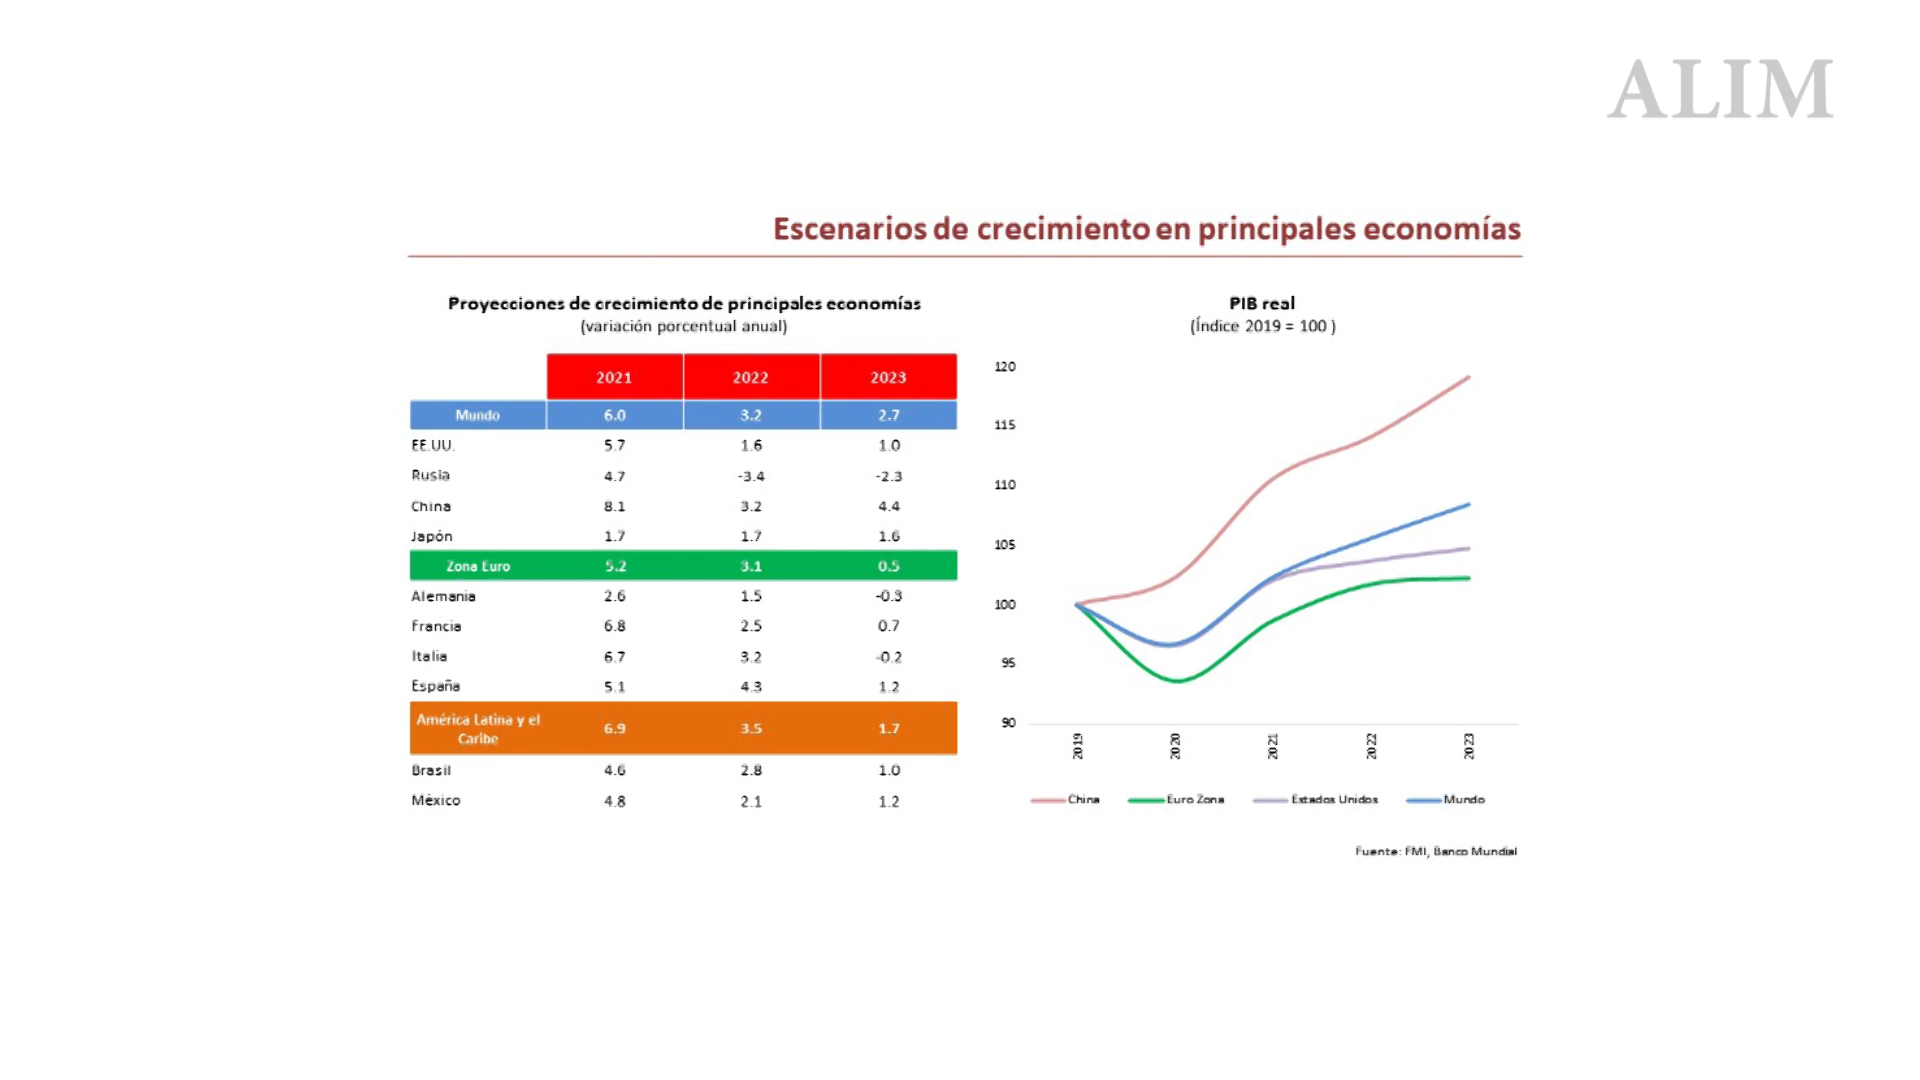 ALIM
Escenarios de crecimiento en principales economías
Proyecciones de crecimiento de principales economías
(variación porcentual anual)
2021 2022 2023
Mundo 6.0 3.2 2.7
EE.UU. 5.7 1.6 1.0
Rusia 4.7 -3.4 -2.3
China 8.1 3.2 4.4
Japón 1.7 1.7 1.6
Zona Euro 5.2 3.1 0.5
Alemania 2.6 1.5 -0.3
Francia 6.8 2.5 0.7
Italia 6.7 3.2 -0.2
España 5.1 4.3 1.2
América Latina y el
Caribe 6.9 3.5 1.7
Brasil 4.6 2.8 1.0
México 4.8 2.1 1.2
PIB real
(Índice 2019 = 100 )
120
115
110
105
100
95
90
2019 2020 2021 2022 2023
China Euro Zona Estados Unidos Mundo
Fuente: FMI, Banco Mundial